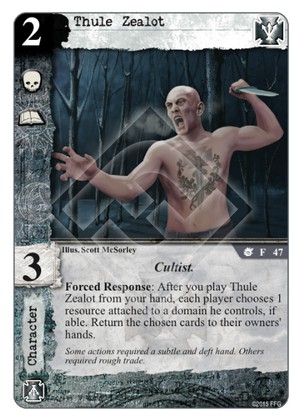 2
Thule Zealot
Illus. Scott McSorley
F 47
3
Cultist.
Forced Response: After you play Thule
Zealot from your hand, each player chooses 1
resource attached to a domain he controls, if
able. Return the chosen cards to their owners'
hands.
Some actions required a subtle and deft hand. Others
required rough trade.
Character
©2015 FFG